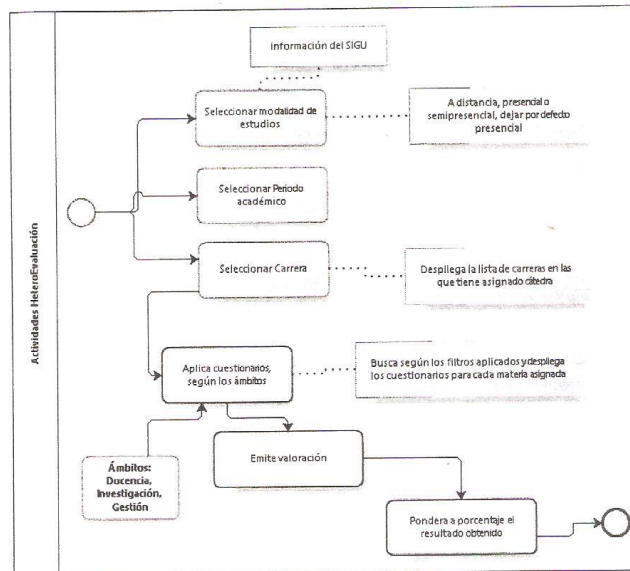 Actividades HeteroEvaluación
Información del SIGU
Seleccionar modalidad de
estudios
A distancia, presencial o
semipresencial, dejar por defecto
presencial
Seleccionar Periodo
académico
Seleccionar Carrera
Despliega la lista de carreras en las
que tiene asignado cátedra
Aplica cuestionarios,
según los ámbitos
Busca según los filtros aplicados y despliega
los cuestionarios para cada materia asignada
Ámbitos:
Docencia,
Investigación,
Gestión
Emite valoración
Pondera a porcentaje el
resultado obtenido